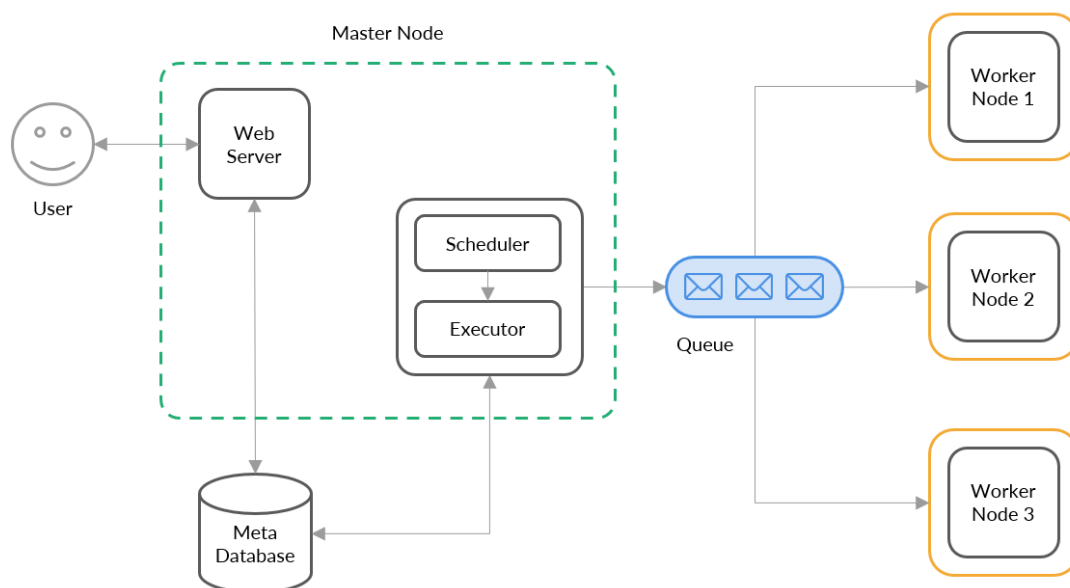 Master Node
Web
Server
User
Scheduler
Executor
Queue
Meta
Database
Worker
Node 1
Worker
Node 2
Worker
Node 3